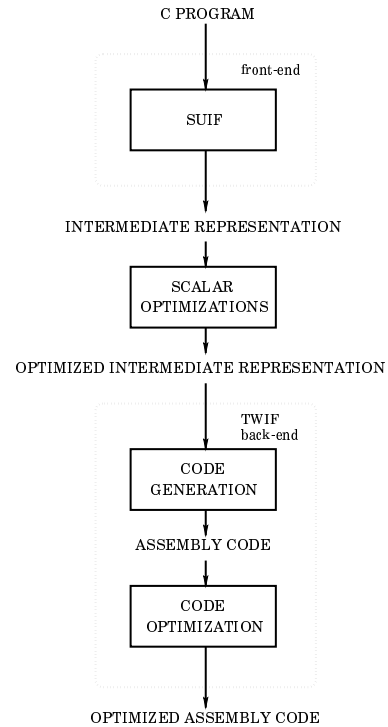 C PROGRAM
front-end
SUIF
INTERMEDIATE REPRESENTATION
SCALAR
OPTIMIZATIONS
OPTIMIZED INTERMEDIATE REPRESENTATION
TWIF
back-end
CODE
GENERATION
ASSEMBLY CODE
CODE
OPTIMIZATION
OPTIMIZED ASSEMBLY CODE